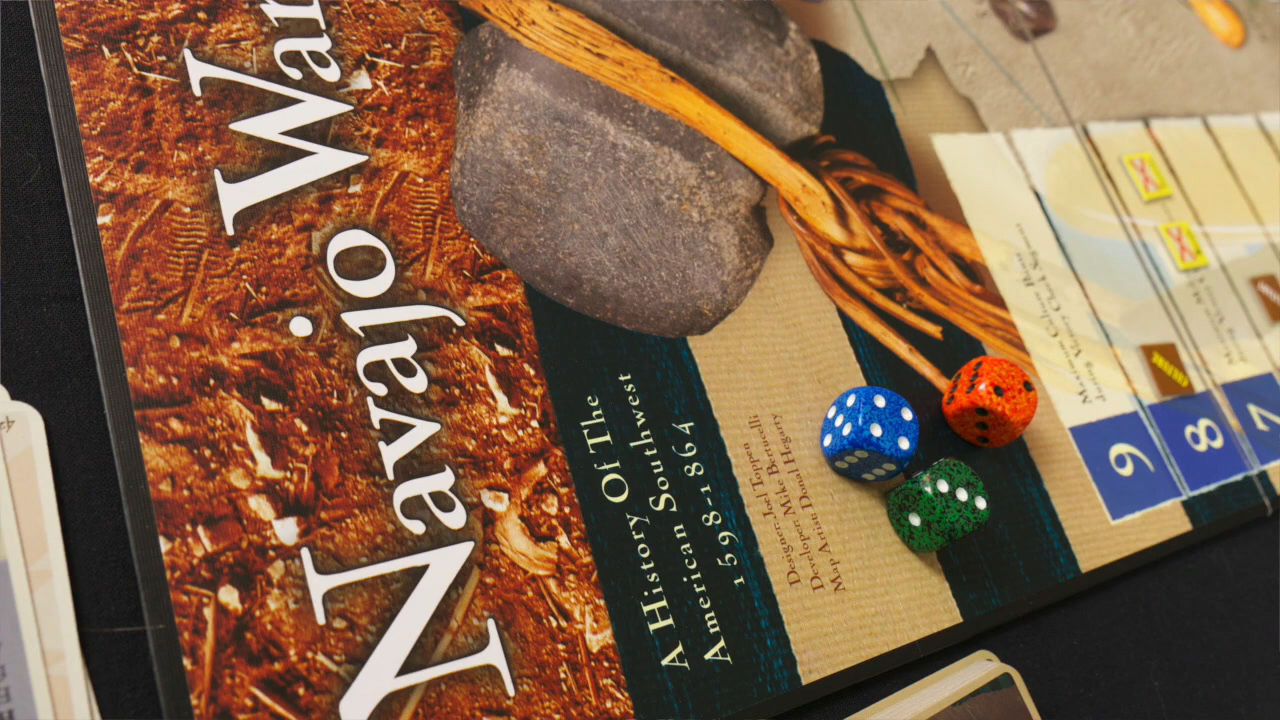 Navajo War
A History Of The
American Southwest
1598-1864
Designer: Joel Toppen
Developer: Mike Bertucelli
Map Artist: Donal Hegarty
9
8
7